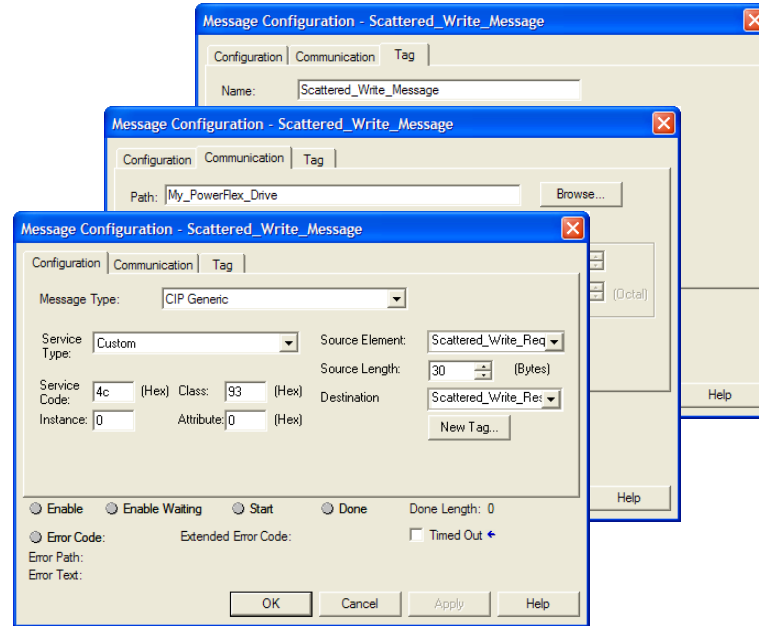 Message Configuration - Scattered_Write_Message
Configuration Communication Tag
Name: Scattered_Write_Message
Help
Message Configuration - Scattered_Write_Message
Configuration Communication Tag
Path: My_PowerFlex_Drive Browse...
(Octal)
Help
Message Configuration - Scattered_Write_Message
Configuration Communication Tag
Message Type: CIP Generic
Service Type: Custom
Source Element: Scattered_Write_Req
Source Length: 30 (Bytes)
Service Code: 4c (Hex) Class: 93 (Hex)
Destination Scattered_Write_Res
Instance: 0 Attribute: 0 (Hex)
New Tag...
Enable Enable Waiting Start Done Done Length: 0
Error Code: Extended Error Code: Timed Out
Error Path:
Error Text:
OK Cancel Apply Help